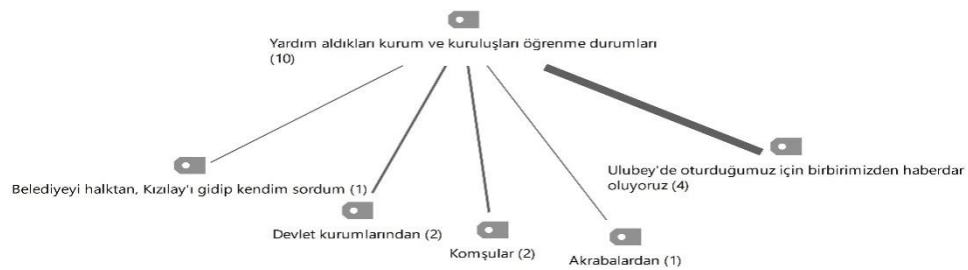 Yardım aldıkları kurum ve kuruluşları öğrenme durumları
(10)
Belediyeyi halktan, Kızılay'ı gidip kendim sordum (1)
Devlet kurumlarından (2)
Komşular (2)
Akrabalardan (1)
Ulubey'de oturduğumuz için birbirimizden haberdar
oluyoruz (4)